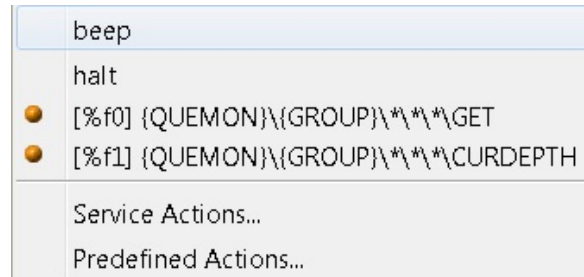 beep
halt
[%f0] {QUEMON}\{GROUP}\*\*\*\GET
[%f1] {QUEMON}\{GROUP}\*\*\*\CURDEPTH
Service Actions...
Predefined Actions...